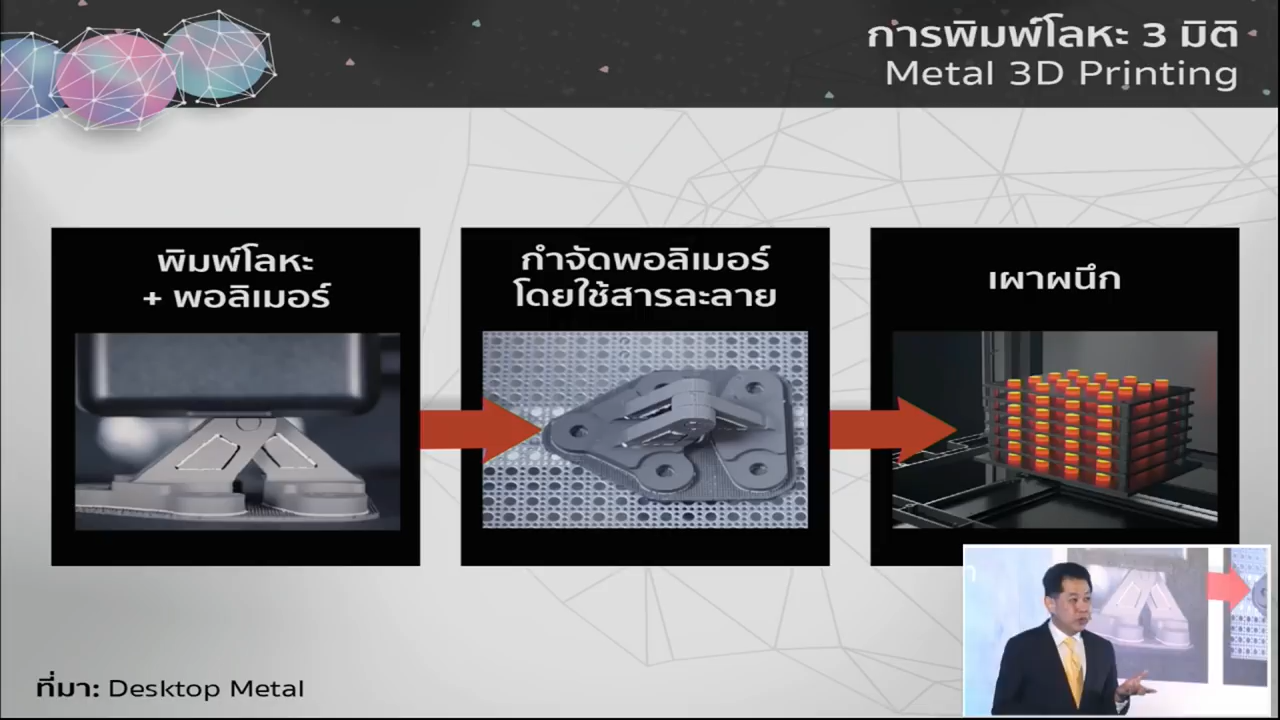 การพิมพ์โลหะ 3 มิติ
Metal 3D Printing
พิมพ์โลหะ
+ พอลิเมอร์
กำจัดพอลิเมอร์
โดยใช้สารละลาย
เผาผนึก
ที่มา: Desktop Metal